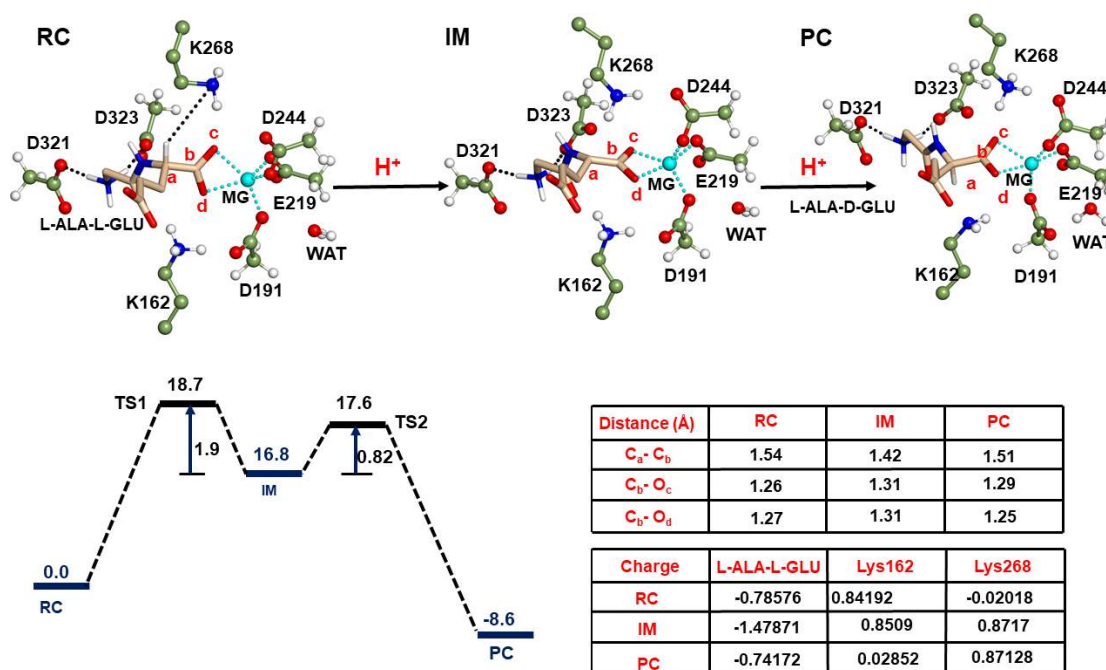 RC
K268
D323
D321
b
c
a
d
D244
MG
E219
L-ALA-L-GLU
K162
D191
WAT
H+
IM
K268
D244
D323
D321
b
c
a
d
MG
E219
WAT
K162
D191
H+
L-ALA-D-GLU
PC
K268
D323
D244
D321
b
c
a
d
MG
E219
WAT
K162
D191
18.7
TS1
1.9
16.8
IM
17.6
TS2
0.82
0.0
RC
-8.6
PC
Distance (Å) RC IM PC
Ca- Cb 1.54 1.42 1.51
Cb- Oc 1.26 1.31 1.29
Cb- Od 1.27 1.31 1.25
Charge L-ALA-L-GLU Lys162 Lys268
RC -0.78576 0.84192 -0.02018
IM -1.47871 0.8509 0.8717
PC -0.74172 0.02852 0.87128